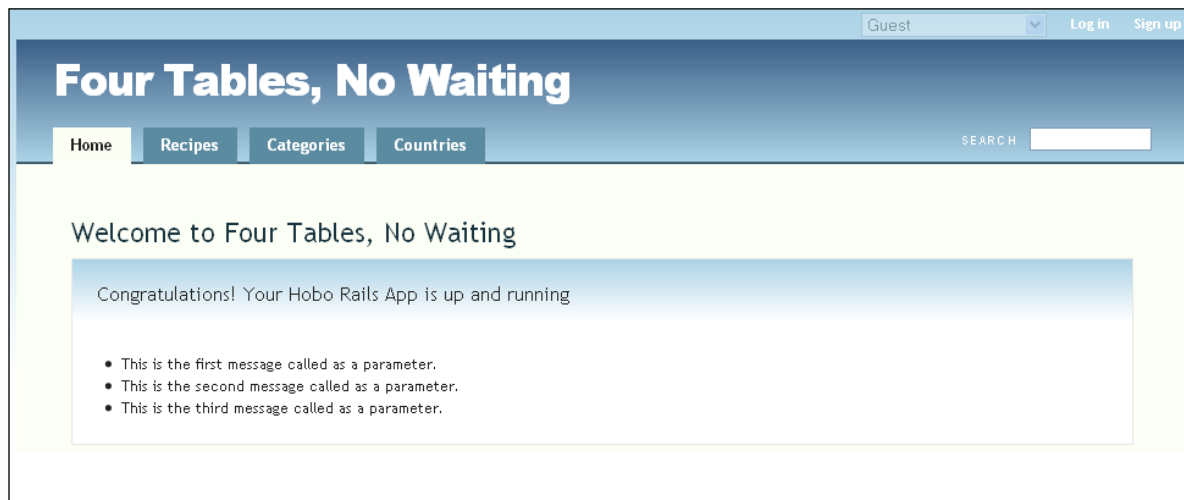 Guest Log in Sign up
Four Tables, No Waiting
Home Recipes Categories Countries SEARCH
Welcome to Four Tables, No Waiting
Congratulations! Your Hobo Rails App is up and running
• This is the first message called as a parameter.
• This is the second message called as a parameter.
• This is the third message called as a parameter.